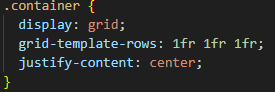 .container {
  display: grid;
  grid-template-rows: 1fr 1fr 1fr;
  justify-content: center;
}